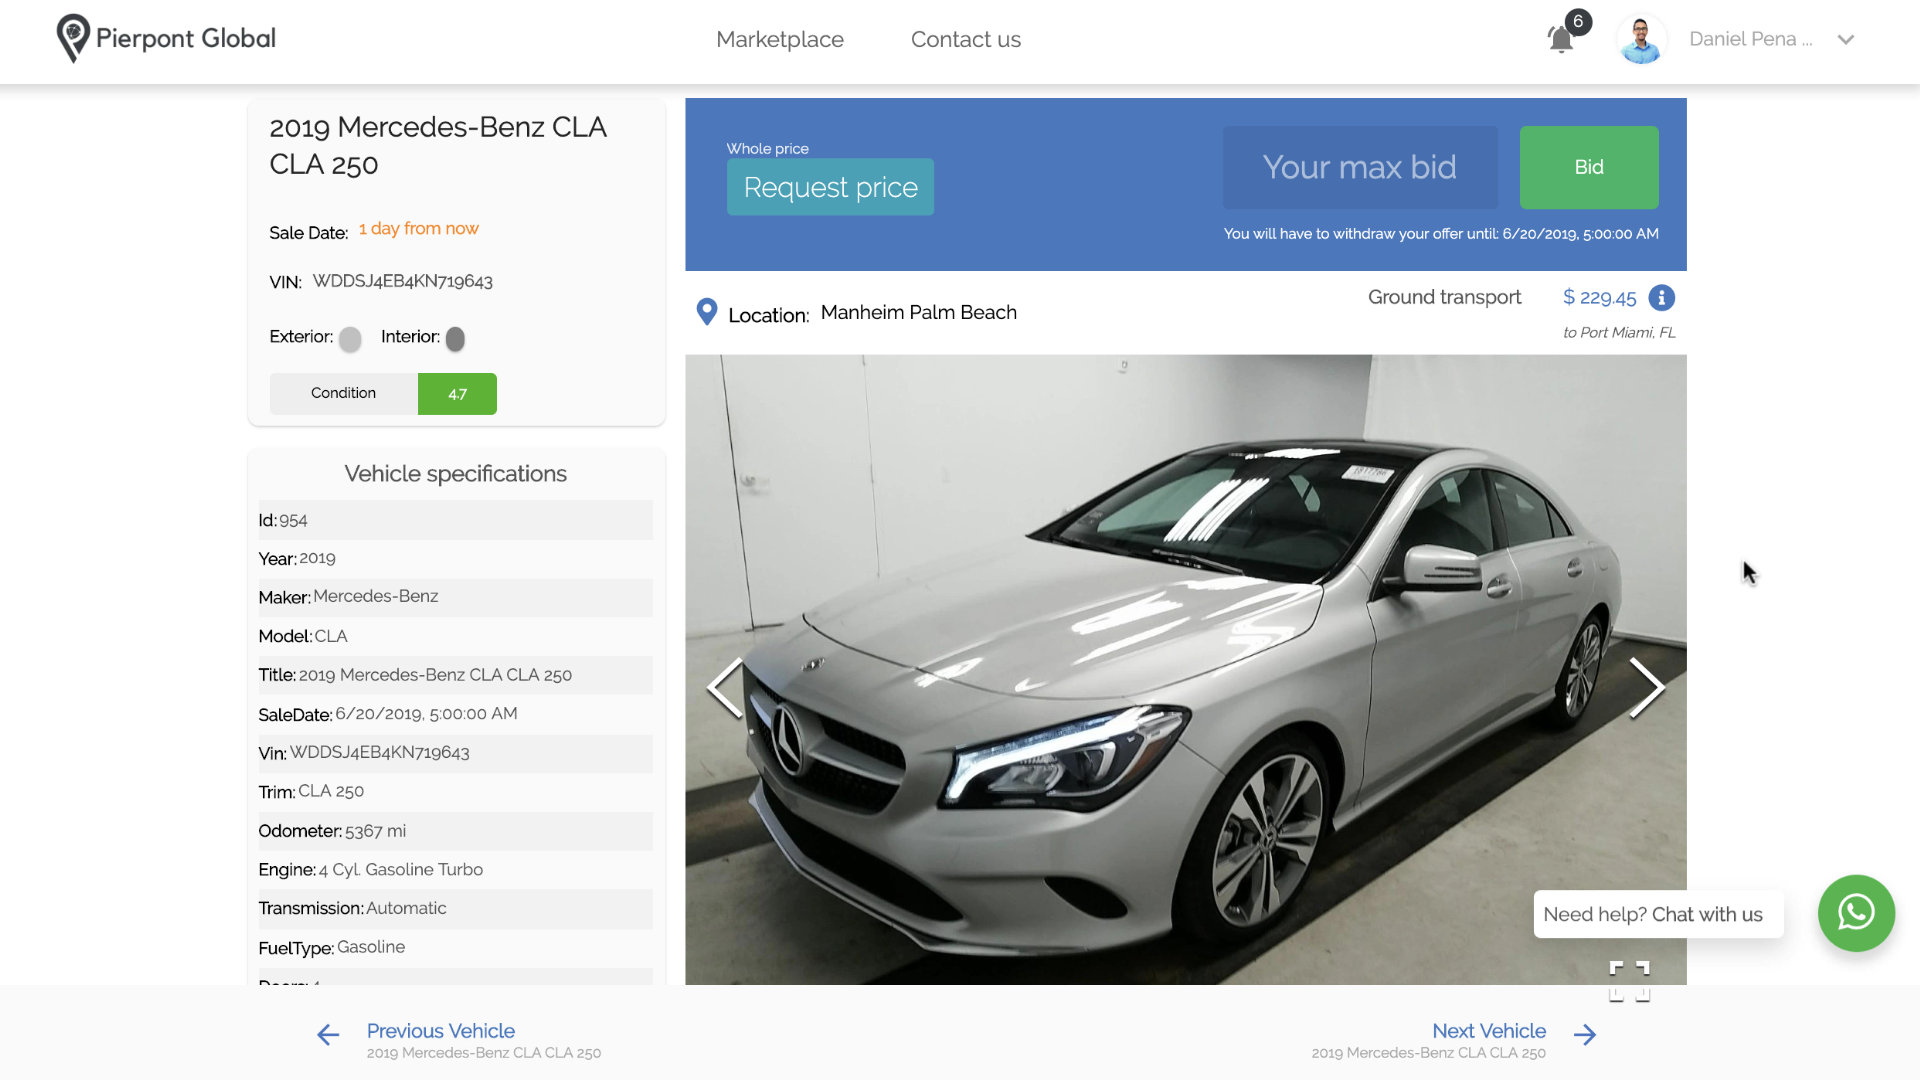 Pierpont Global
Marketplace
Contact us
6
Daniel Pena ...
2019 Mercedes-Benz CLA
CLA 250
Sale Date: 1 day from now
VIN: WDDSJ4EB4KN719643
Exterior: Interior:
Condition 4.7
Whole price
Request price
Your max bid
Bid
You will have to withdraw your offer until: 6/20/2019, 5:00:00 AM
Location: Manheim Palm Beach
Ground transport $ 229.45
to Port Miami, FL
Vehicle specifications
Id: 954
Year: 2019
Maker: Mercedes-Benz
Model: CLA
Title: 2019 Mercedes-Benz CLA CLA 250
SaleDate: 6/20/2019, 5:00:00 AM
Vin: WDDSJ4EB4KN719643
Trim: CLA 250
Odometer: 5367 mi
Engine: 4 Cyl. Gasoline Turbo
Transmission: Automatic
FuelType: Gasoline
Doors: 4
Need help? Chat with us
Previous Vehicle
2019 Mercedes-Benz CLA CLA 250
Next Vehicle
2019 Mercedes-Benz CLA CLA 250